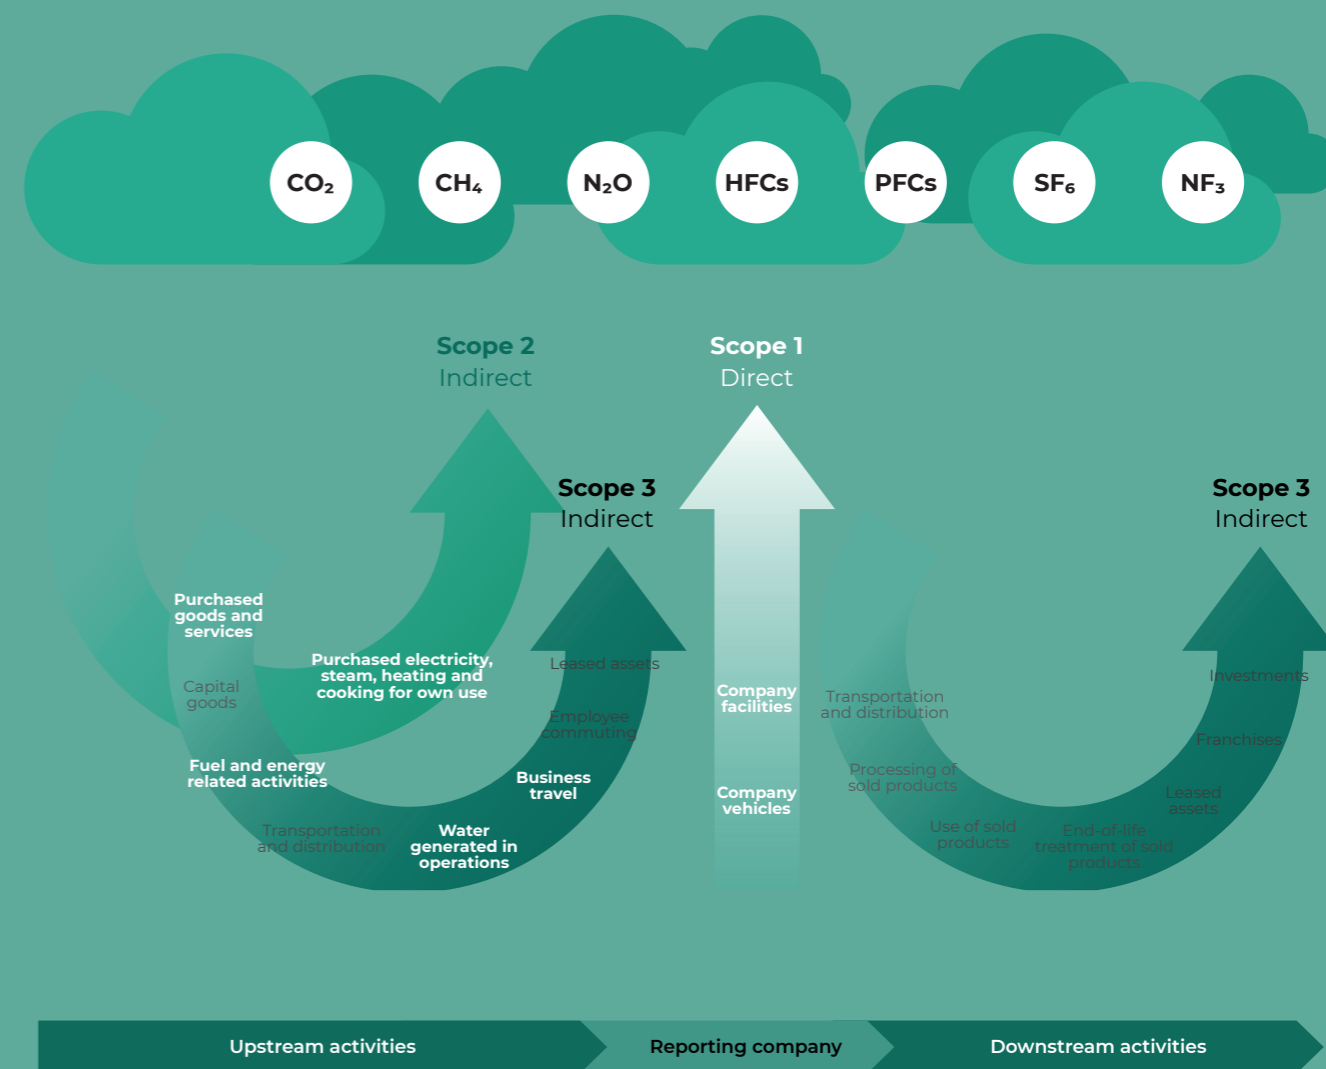 CO₂
CH₄
N₂O
HFCs
PFCs
SF₆
NF₃
Scope 2
Indirect
Scope 1
Direct
Scope 3
Indirect
Scope 3
Indirect
Purchased
goods and
services
Capital
goods
Fuel and energy
related activities
Transportation
and distribution
Water
generated in
operations
Business
travel
Employee
commuting
Leased assets
Purchased electricity,
steam, heating and
cooking for own use
Company
facilities
Company
vehicles
Transportation
and distribution
Processing of
sold products
Use of sold
products
End-of-life
treatment of sold
products
Leased
assets
Franchises
Investments
Upstream activities
Reporting company
Downstream activities